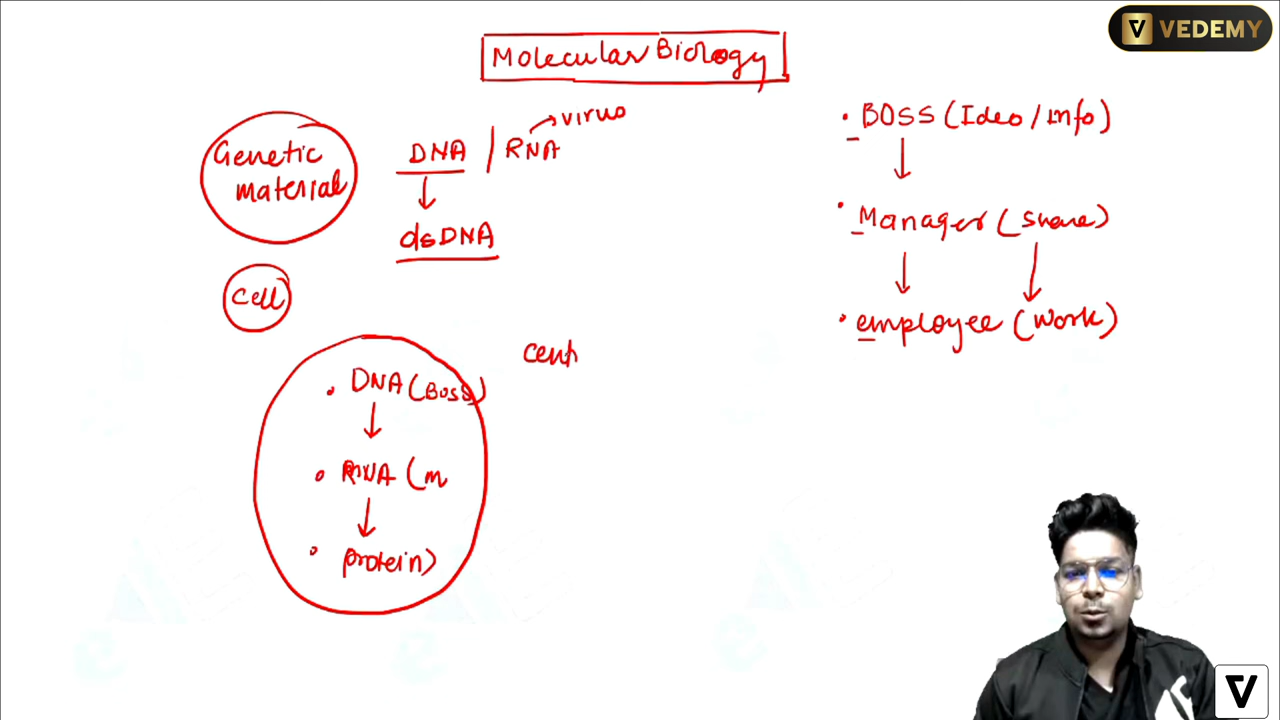 VEDEMY
Molecular Biology
Genetic
material
DNA / RNA → virus
↓
dsDNA
cell
• DNA (BOSS)
↓
• RNA (m
↓
• protein)
cent
• BOSS (Ideo / Info)
↓
• Manager (share)
↓ ↓
• employee (work)